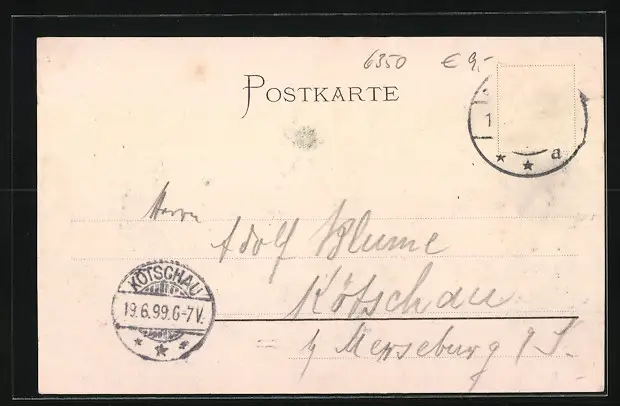 6350 € 9,-
POSTKARTE
1
a
Herrn
Adolf Blume
Kötschau
KÖTSCHAU
19.6.99.6-7V.
b/ Merseburg a/S.